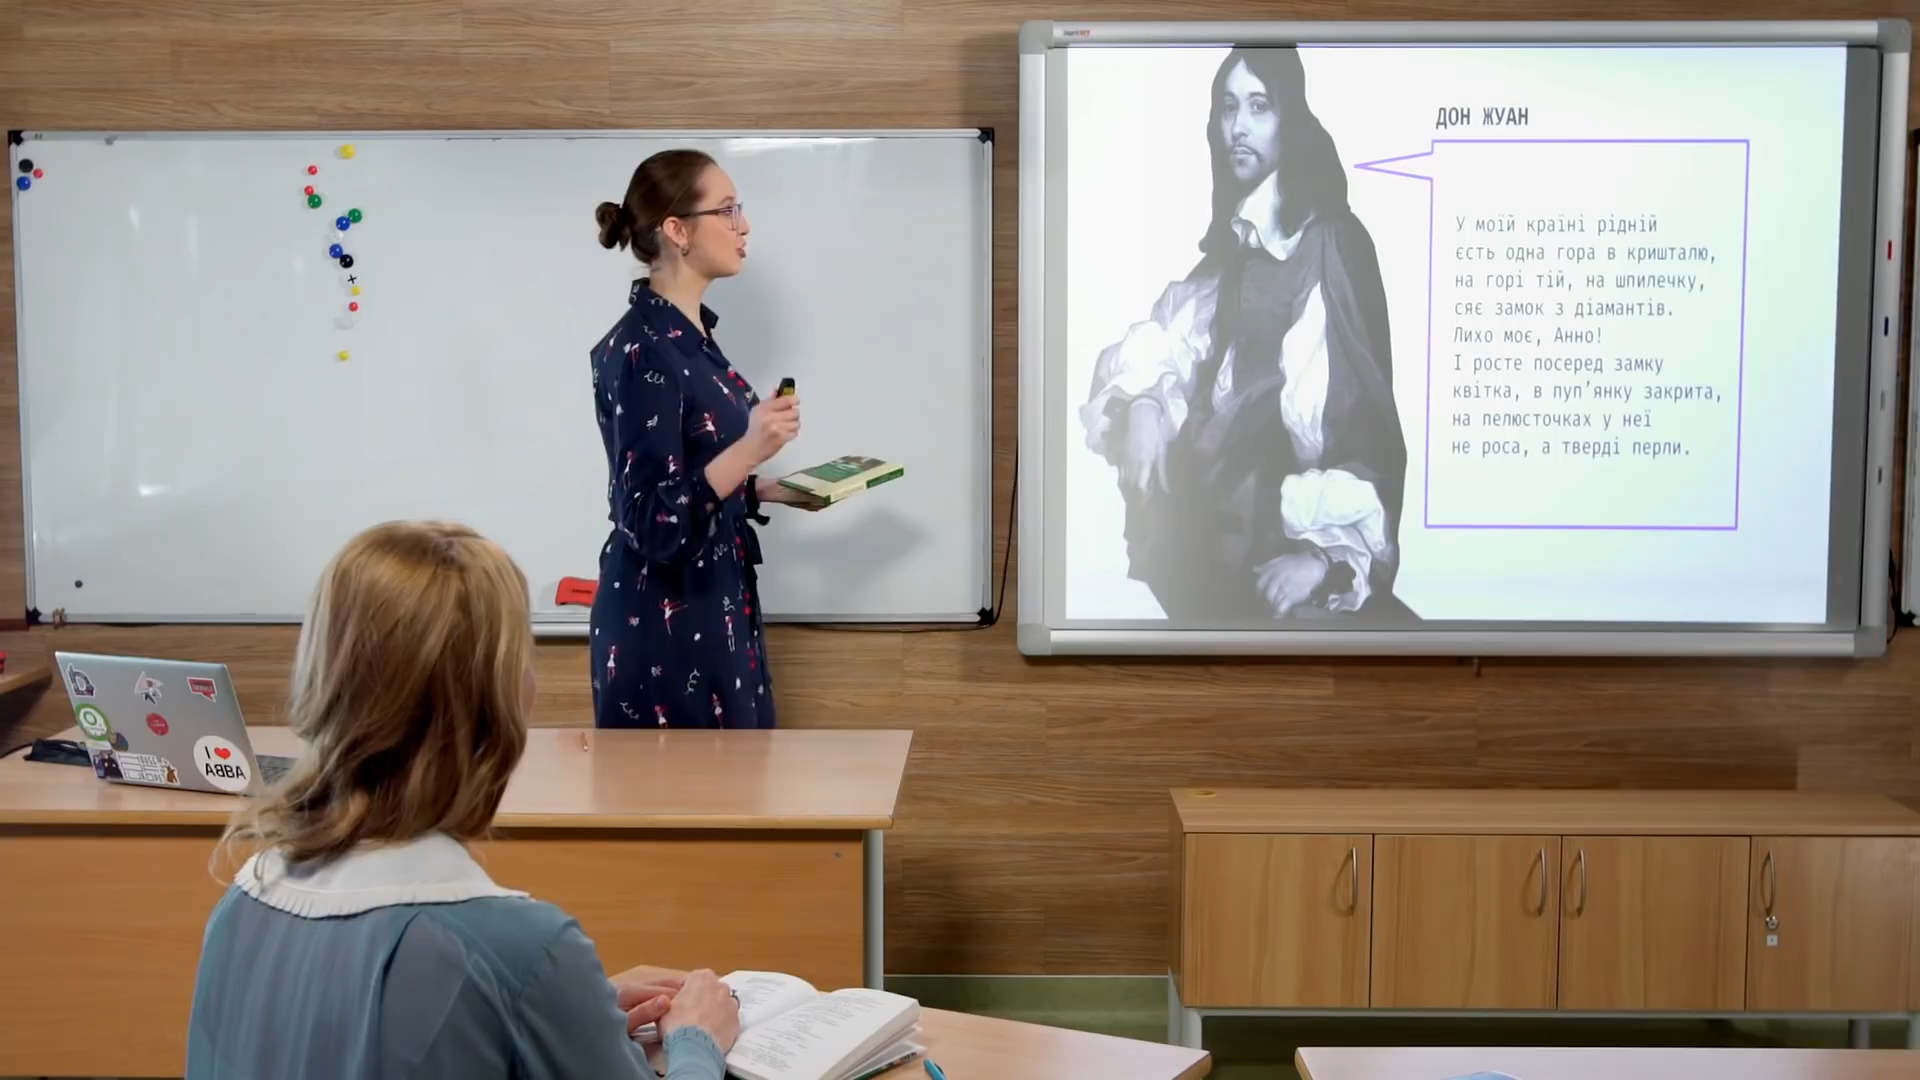 ДОН ЖУАН
У моїй країні рідній
єсть одна гора в кришталю,
на горі тій, на шпилечку,
сяє замок з діамантів.
Лихо моє, Анно!
І росте посеред замку
квітка, в пуп'янку закрита,
на пелюсточках у неї
не роса, а тверді перли.
I ❤
ABBA